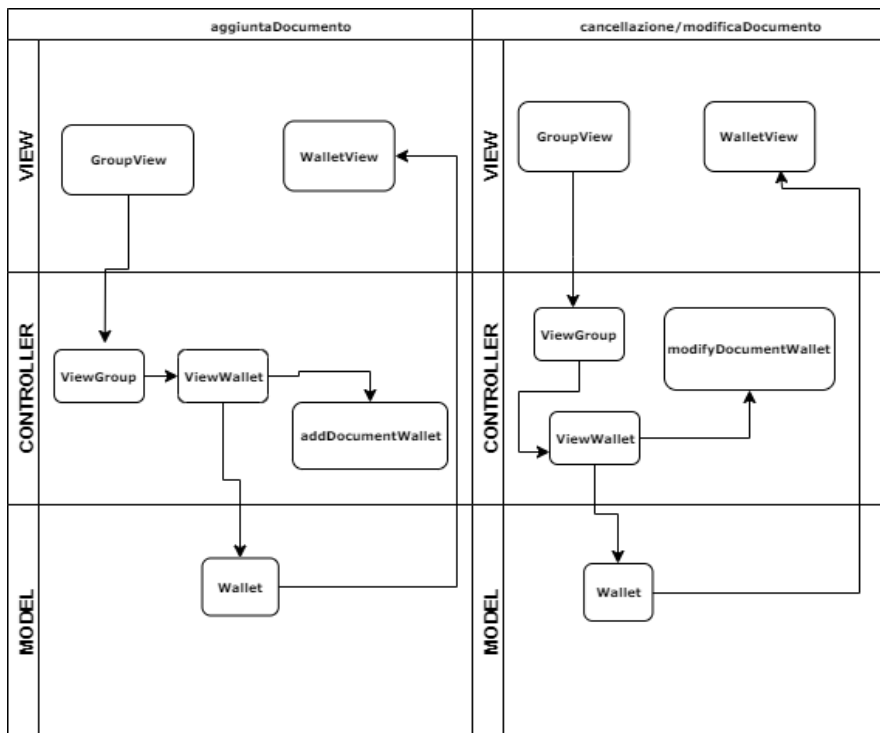 aggiuntaDocumento
VIEW
GroupView
WalletView
CONTROLLER
ViewGroup
ViewWallet
addDocumentWallet
MODEL
Wallet
cancellazione/modificaDocumento
VIEW
GroupView
WalletView
CONTROLLER
ViewGroup
modifyDocumentWallet
ViewWallet
MODEL
Wallet